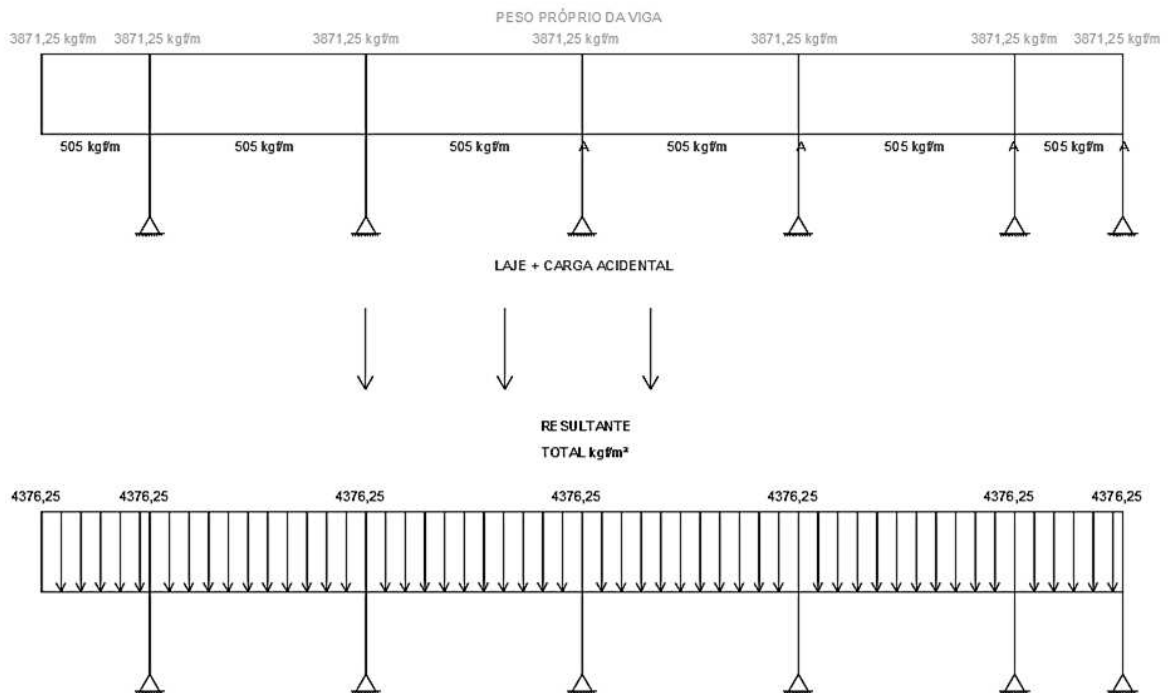 PESO PRÓPRIO DA VIGA
3871,25 kgf/m 3871,25 kgf/m 3871,25 kgf/m 3871,25 kgf/m 3871,25 kgf/m 3871,25 kgf/m 3871,25 kgf/m
505 kgf/m 505 kgf/m 505 kgf/m A 505 kgf/m A 505 kgf/m A 505 kgf/m A
LAJE + CARGA ACIDENTAL
RESULTANTE
TOTAL kgf/m²
4376,25 4376,25 4376,25 4376,25 4376,25 4376,25 4376,25